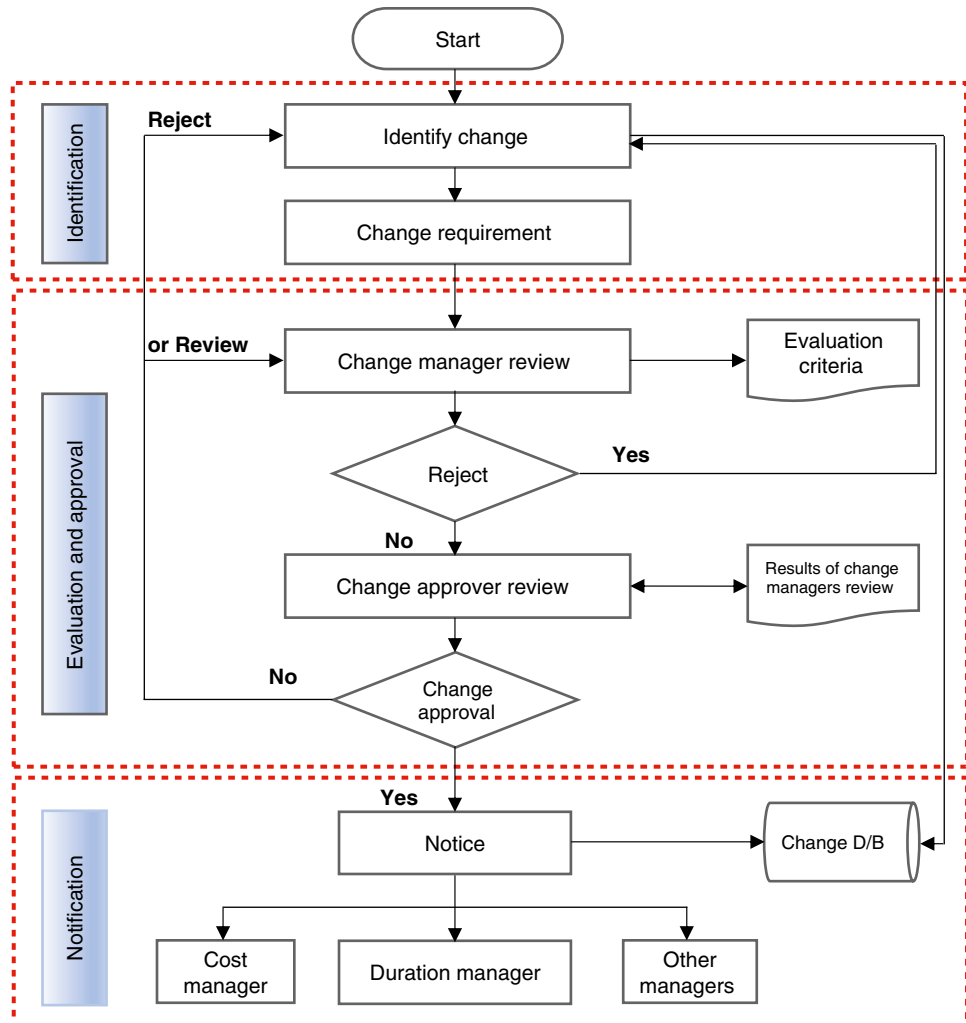 Start
Identification
Reject
Identify change
Change requirement
Evaluation and approval
or Review
Change manager review
Evaluation
criteria
Reject
Yes
No
Change approver review
Results of change
managers review
No
Change
approval
Notification
Yes
Notice
Change D/B
Cost
manager
Duration manager
Other
managers